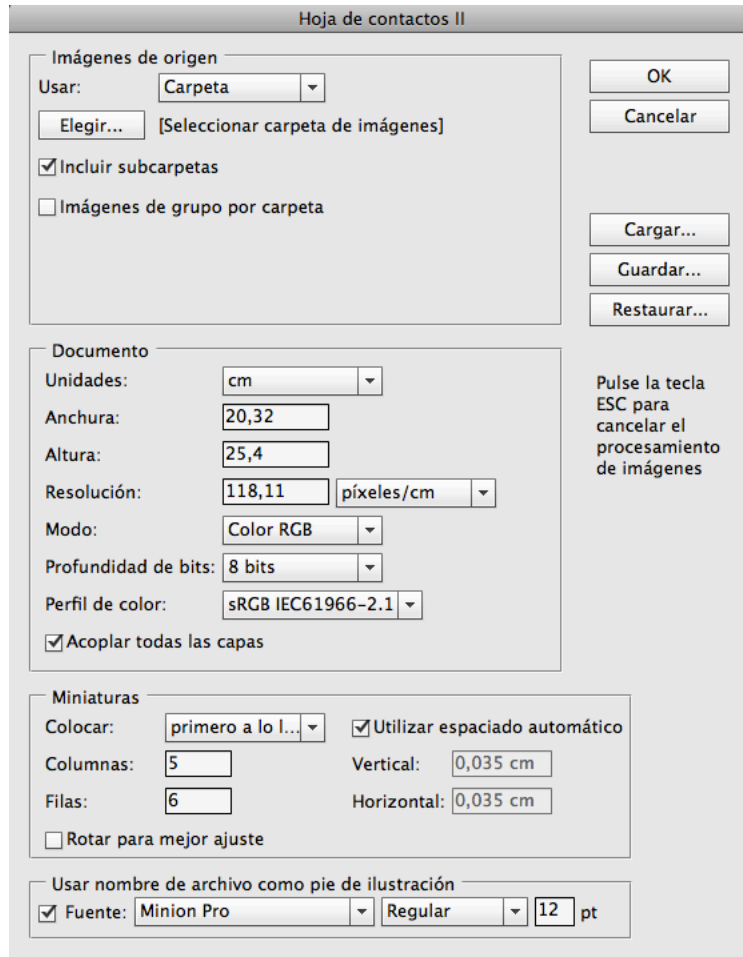 Hoja de contactos II
Imágenes de origen
Usar: Carpeta
Elegir... [Seleccionar carpeta de imágenes]
Incluir subcarpetas
Imágenes de grupo por carpeta
OK
Cancelar
Cargar...
Guardar...
Restaurar...
Documento
Unidades: cm
Anchura: 20,32
Altura: 25,4
Resolución: 118,11 píxeles/cm
Modo: Color RGB
Profundidad de bits: 8 bits
Perfil de color: sRGB IEC61966-2.1
Acoplar todas las capas
Pulse la tecla
ESC para
cancelar el
procesamiento
de imágenes
Miniaturas
Colocar: primero a lo l... Utilizar espaciado automático
Columnas: 5 Vertical: 0,035 cm
Filas: 6 Horizontal: 0,035 cm
Rotar para mejor ajuste
Usar nombre de archivo como pie de ilustración
Fuente: Minion Pro Regular 12 pt